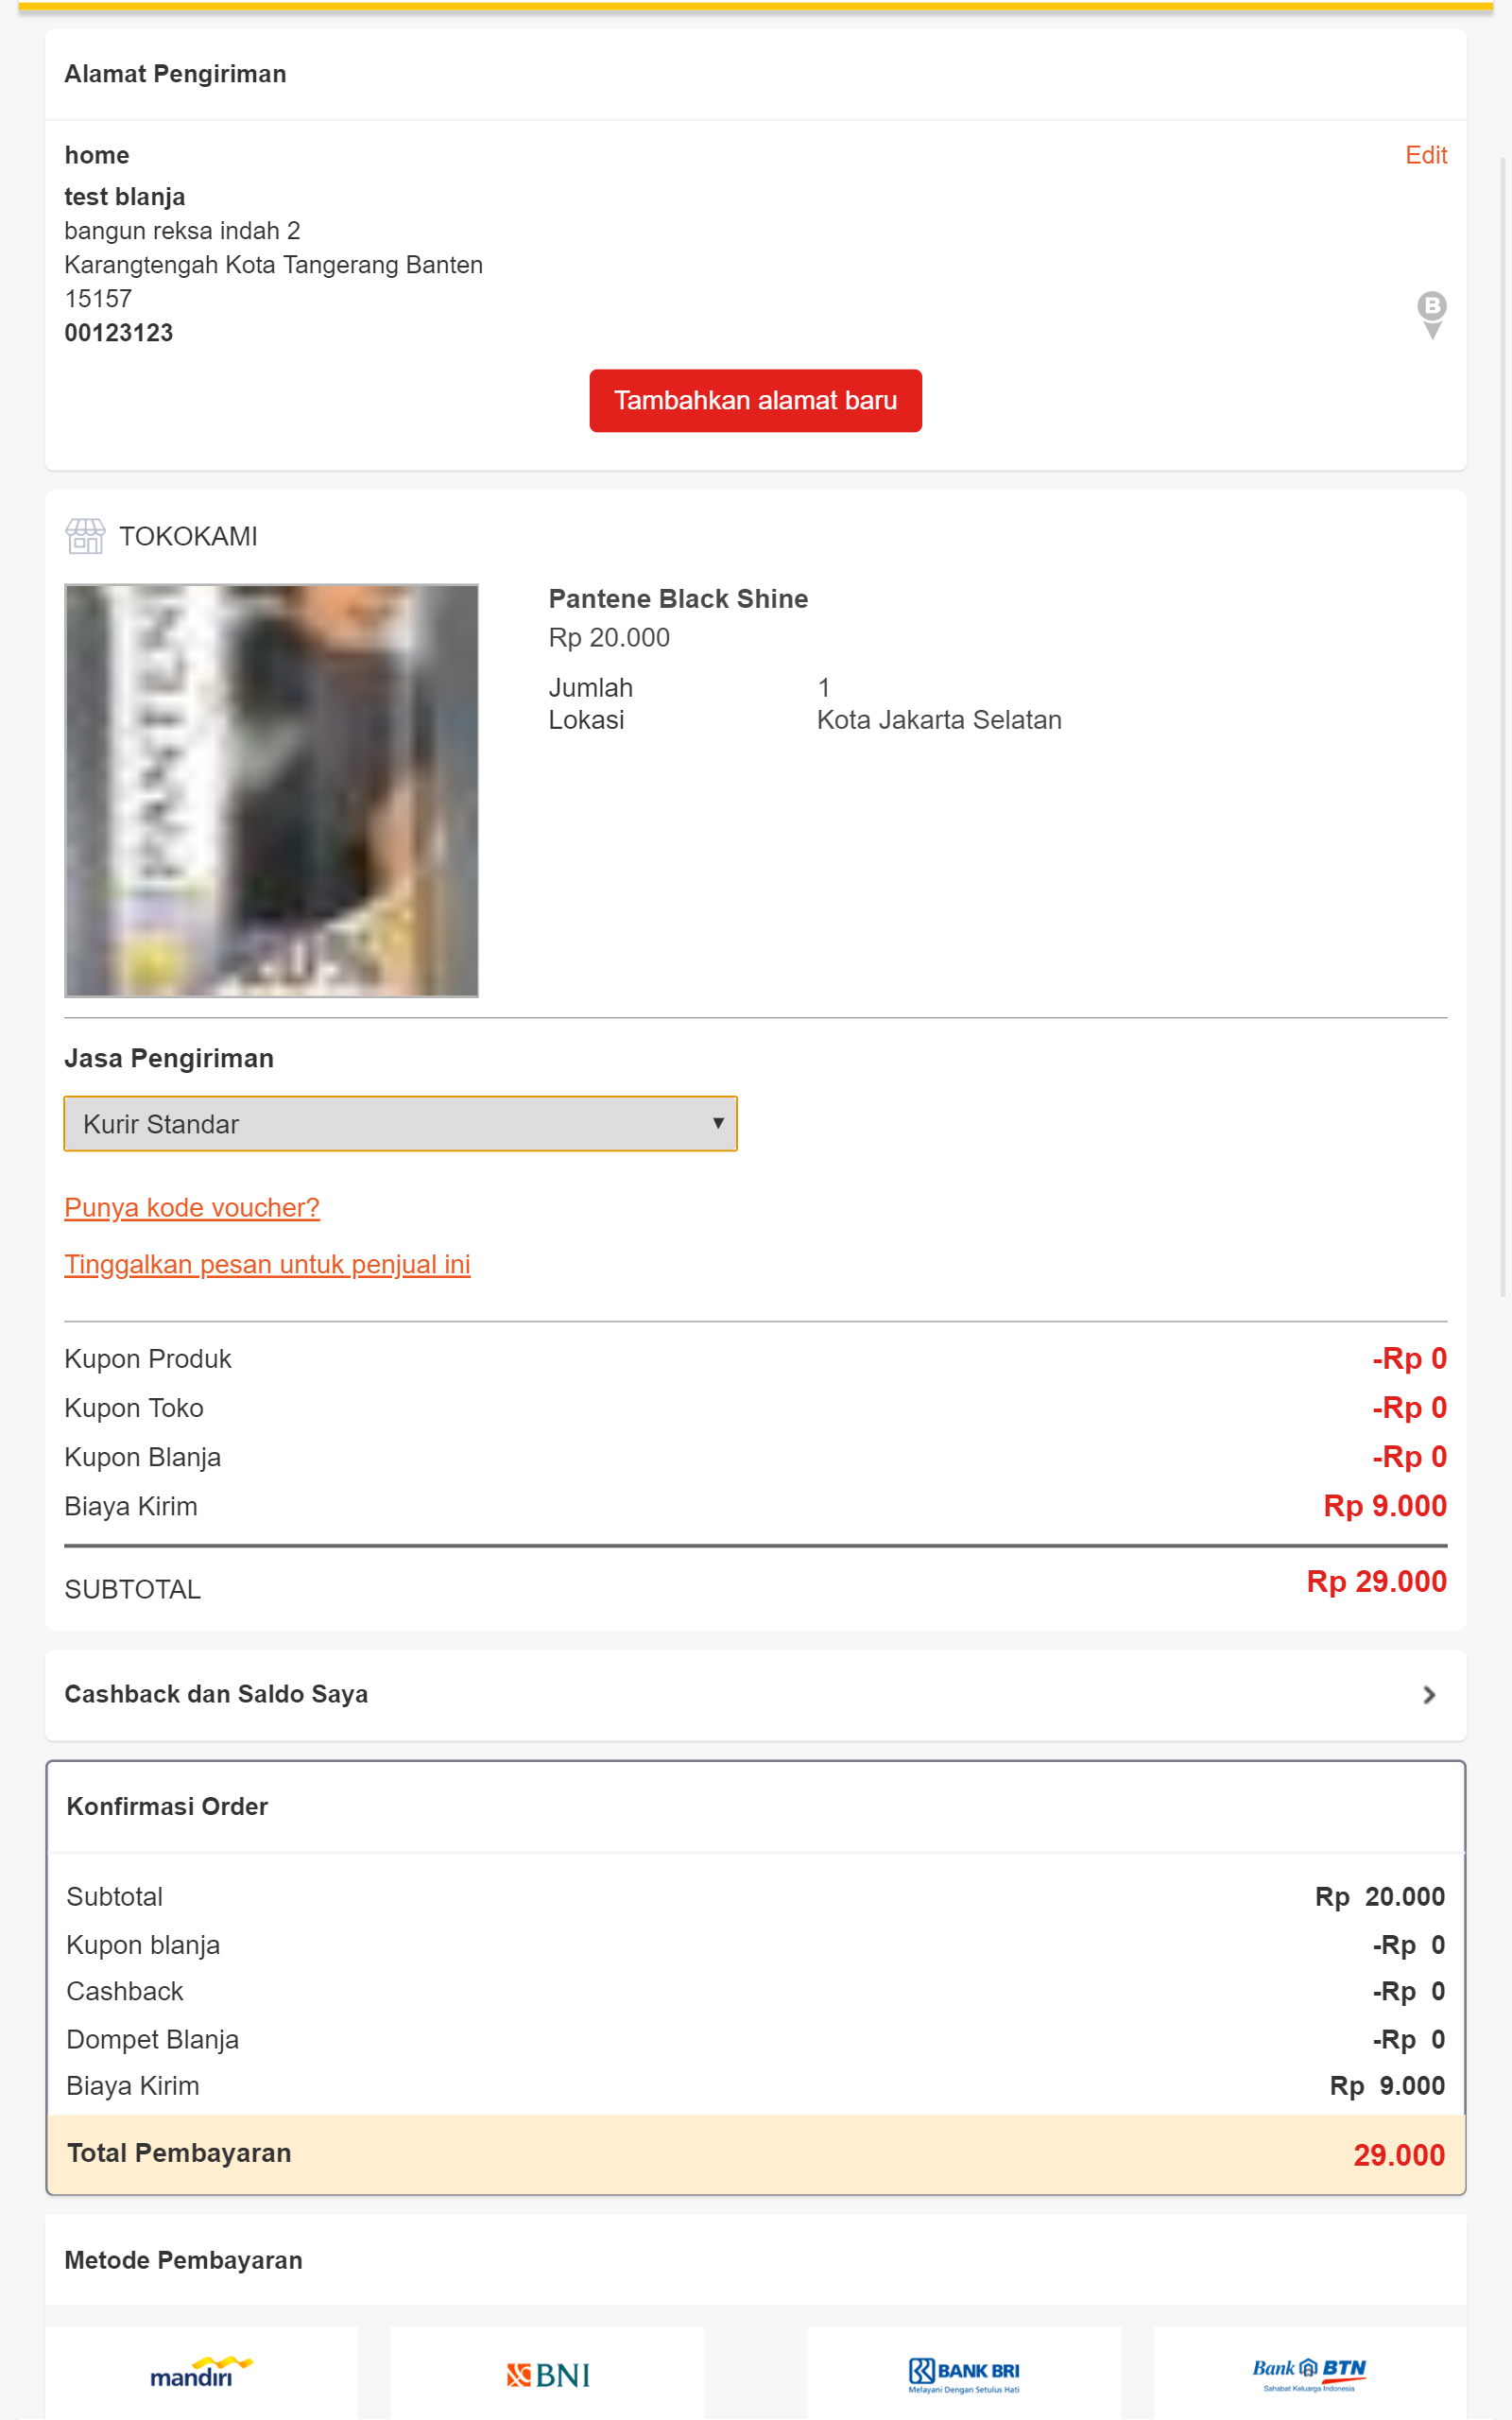 Alamat Pengiriman
home
Edit
test blanja
bangun reksa indah 2
Karangtengah Kota Tangerang Banten
15157
00123123
B
Tambahkan alamat baru
TOKOKAMI
PANTENE
Pantene Black Shine
Rp 20.000
Jumlah 1
Lokasi Kota Jakarta Selatan
Jasa Pengiriman
Kurir Standar
Punya kode voucher?
Tinggalkan pesan untuk penjual ini
Kupon Produk -Rp 0
Kupon Toko -Rp 0
Kupon Blanja -Rp 0
Biaya Kirim Rp 9.000
SUBTOTAL Rp 29.000
Cashback dan Saldo Saya
Konfirmasi Order
Subtotal Rp 20.000
Kupon blanja -Rp 0
Cashback -Rp 0
Dompet Blanja -Rp 0
Biaya Kirim Rp 9.000
Total Pembayaran 29.000
Metode Pembayaran
mandiri
BNI
BANK BRI
Melayani Dengan Setulus Hati
Bank BTN
Sahabat Keluarga Indonesia